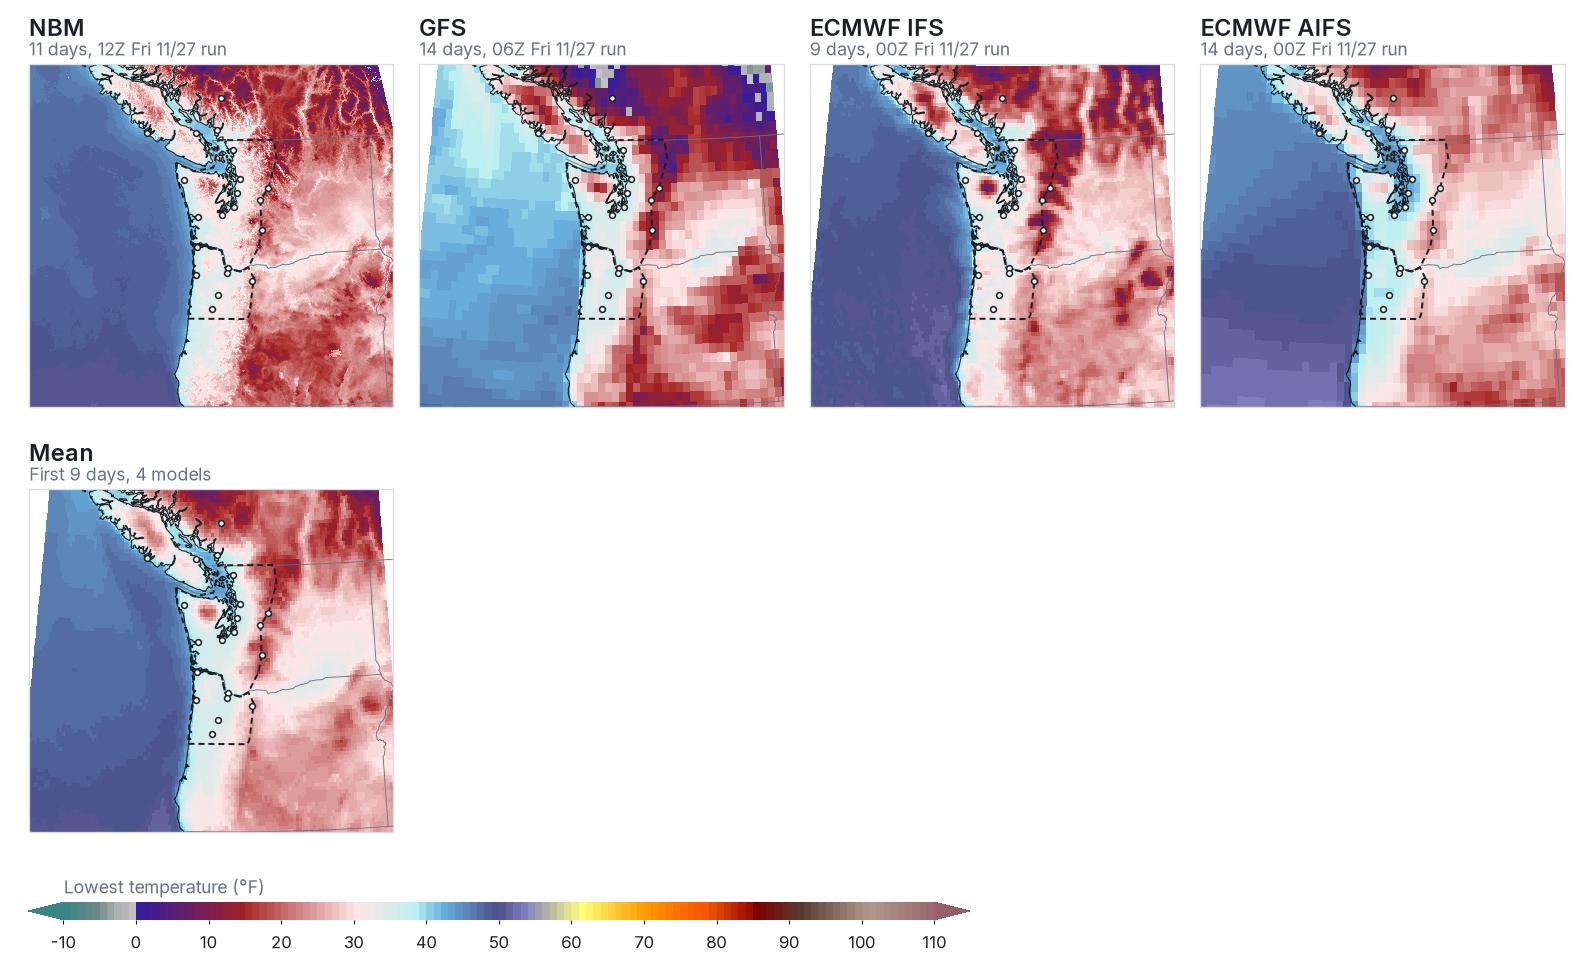 NBM
11 days, 12Z Fri 11/27 run
GFS
14 days, 06Z Fri 11/27 run
ECMWF IFS
9 days, 00Z Fri 11/27 run
ECMWF AIFS
14 days, 00Z Fri 11/27 run
Mean
First 9 days, 4 models
Lowest temperature (°F)
-10 0 10 20 30 40 50 60 70 80 90 100 110